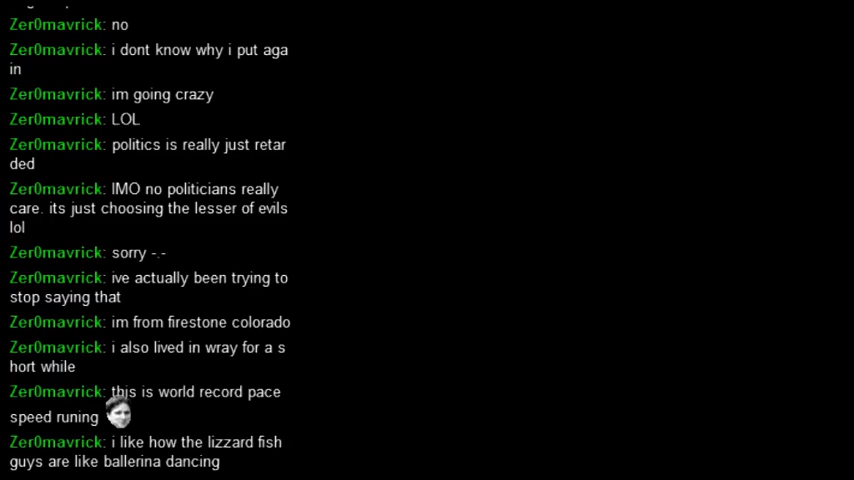 Zer0mavrick: no
Zer0mavrick: i dont know why i put aga
in
Zer0mavrick: im going crazy
Zer0mavrick: LOL
Zer0mavrick: politics is really just retar
ded
Zer0mavrick: IMO no politicians really
care. its just choosing the lesser of evils
lol
Zer0mavrick: sorry -.-
Zer0mavrick: ive actually been trying to
stop saying that
Zer0mavrick: im from firestone colorado
Zer0mavrick: i also lived in wray for a s
hort while
Zer0mavrick: this is world record pace
speed runing
Zer0mavrick: i like how the lizzard fish
guys are like ballerina dancing